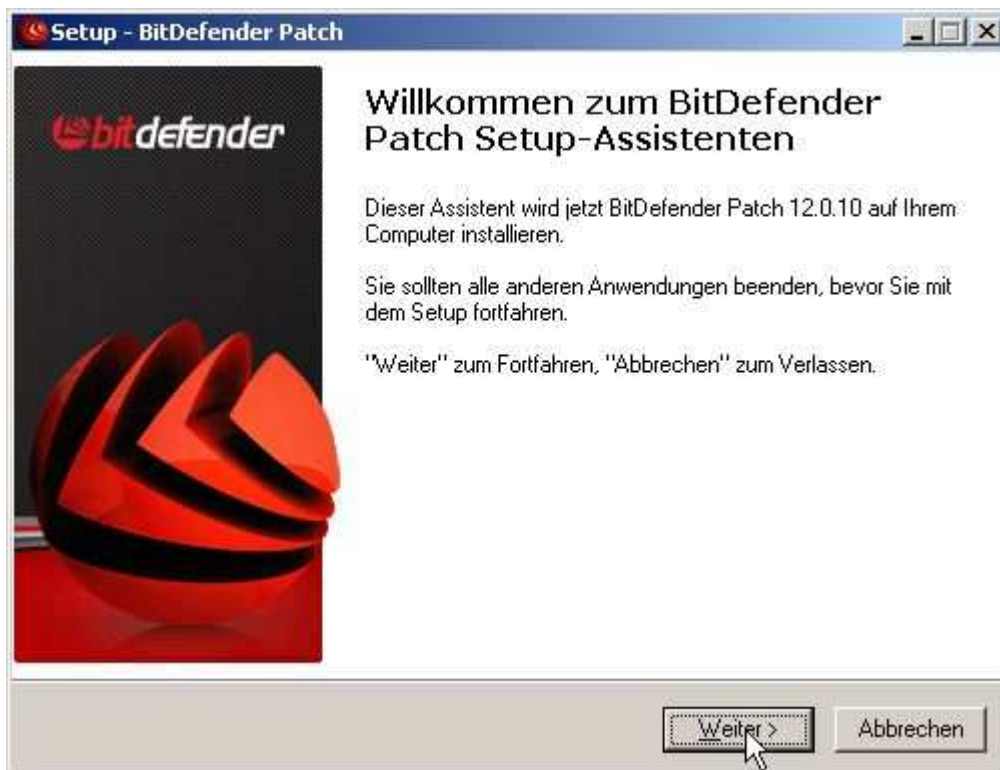 Setup - BitDefender Patch
bitdefender
Willkommen zum BitDefender
Patch Setup-Assistenten
Dieser Assistent wird jetzt BitDefender Patch 12.0.10 auf Ihrem
Computer installieren.
Sie sollten alle anderen Anwendungen beenden, bevor Sie mit
dem Setup fortfahren.
"Weiter" zum Fortfahren, "Abbrechen" zum Verlassen.
Weiter >
Abbrechen